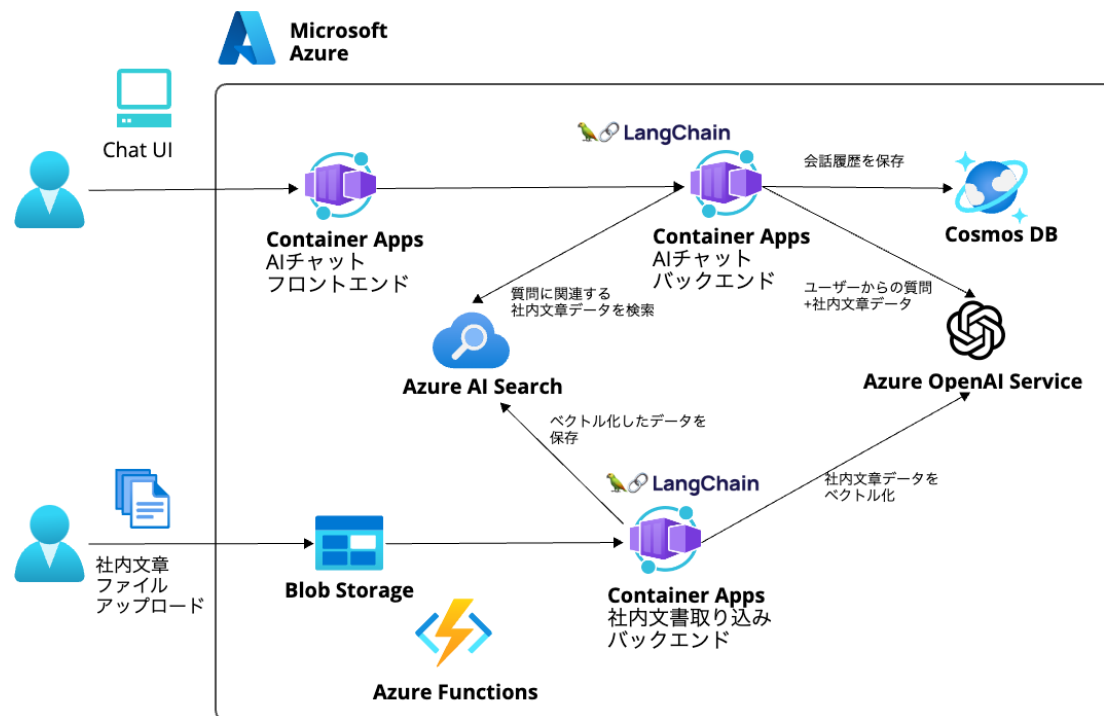 Microsoft
Azure
Chat UI
LangChain
会話履歴を保存
Container Apps
AIチャット
フロントエンド
Container Apps
AIチャット
バックエンド
Cosmos DB
質問に関連する
社内文章データを検索
ユーザーからの質問
+社内文章データ
Azure AI Search
Azure OpenAI Service
ベクトル化したデータを
保存
LangChain
社内文章データを
ベクトル化
社内文章
ファイル
アップロード
Blob Storage
Container Apps
社内文書取り込み
バックエンド
Azure Functions